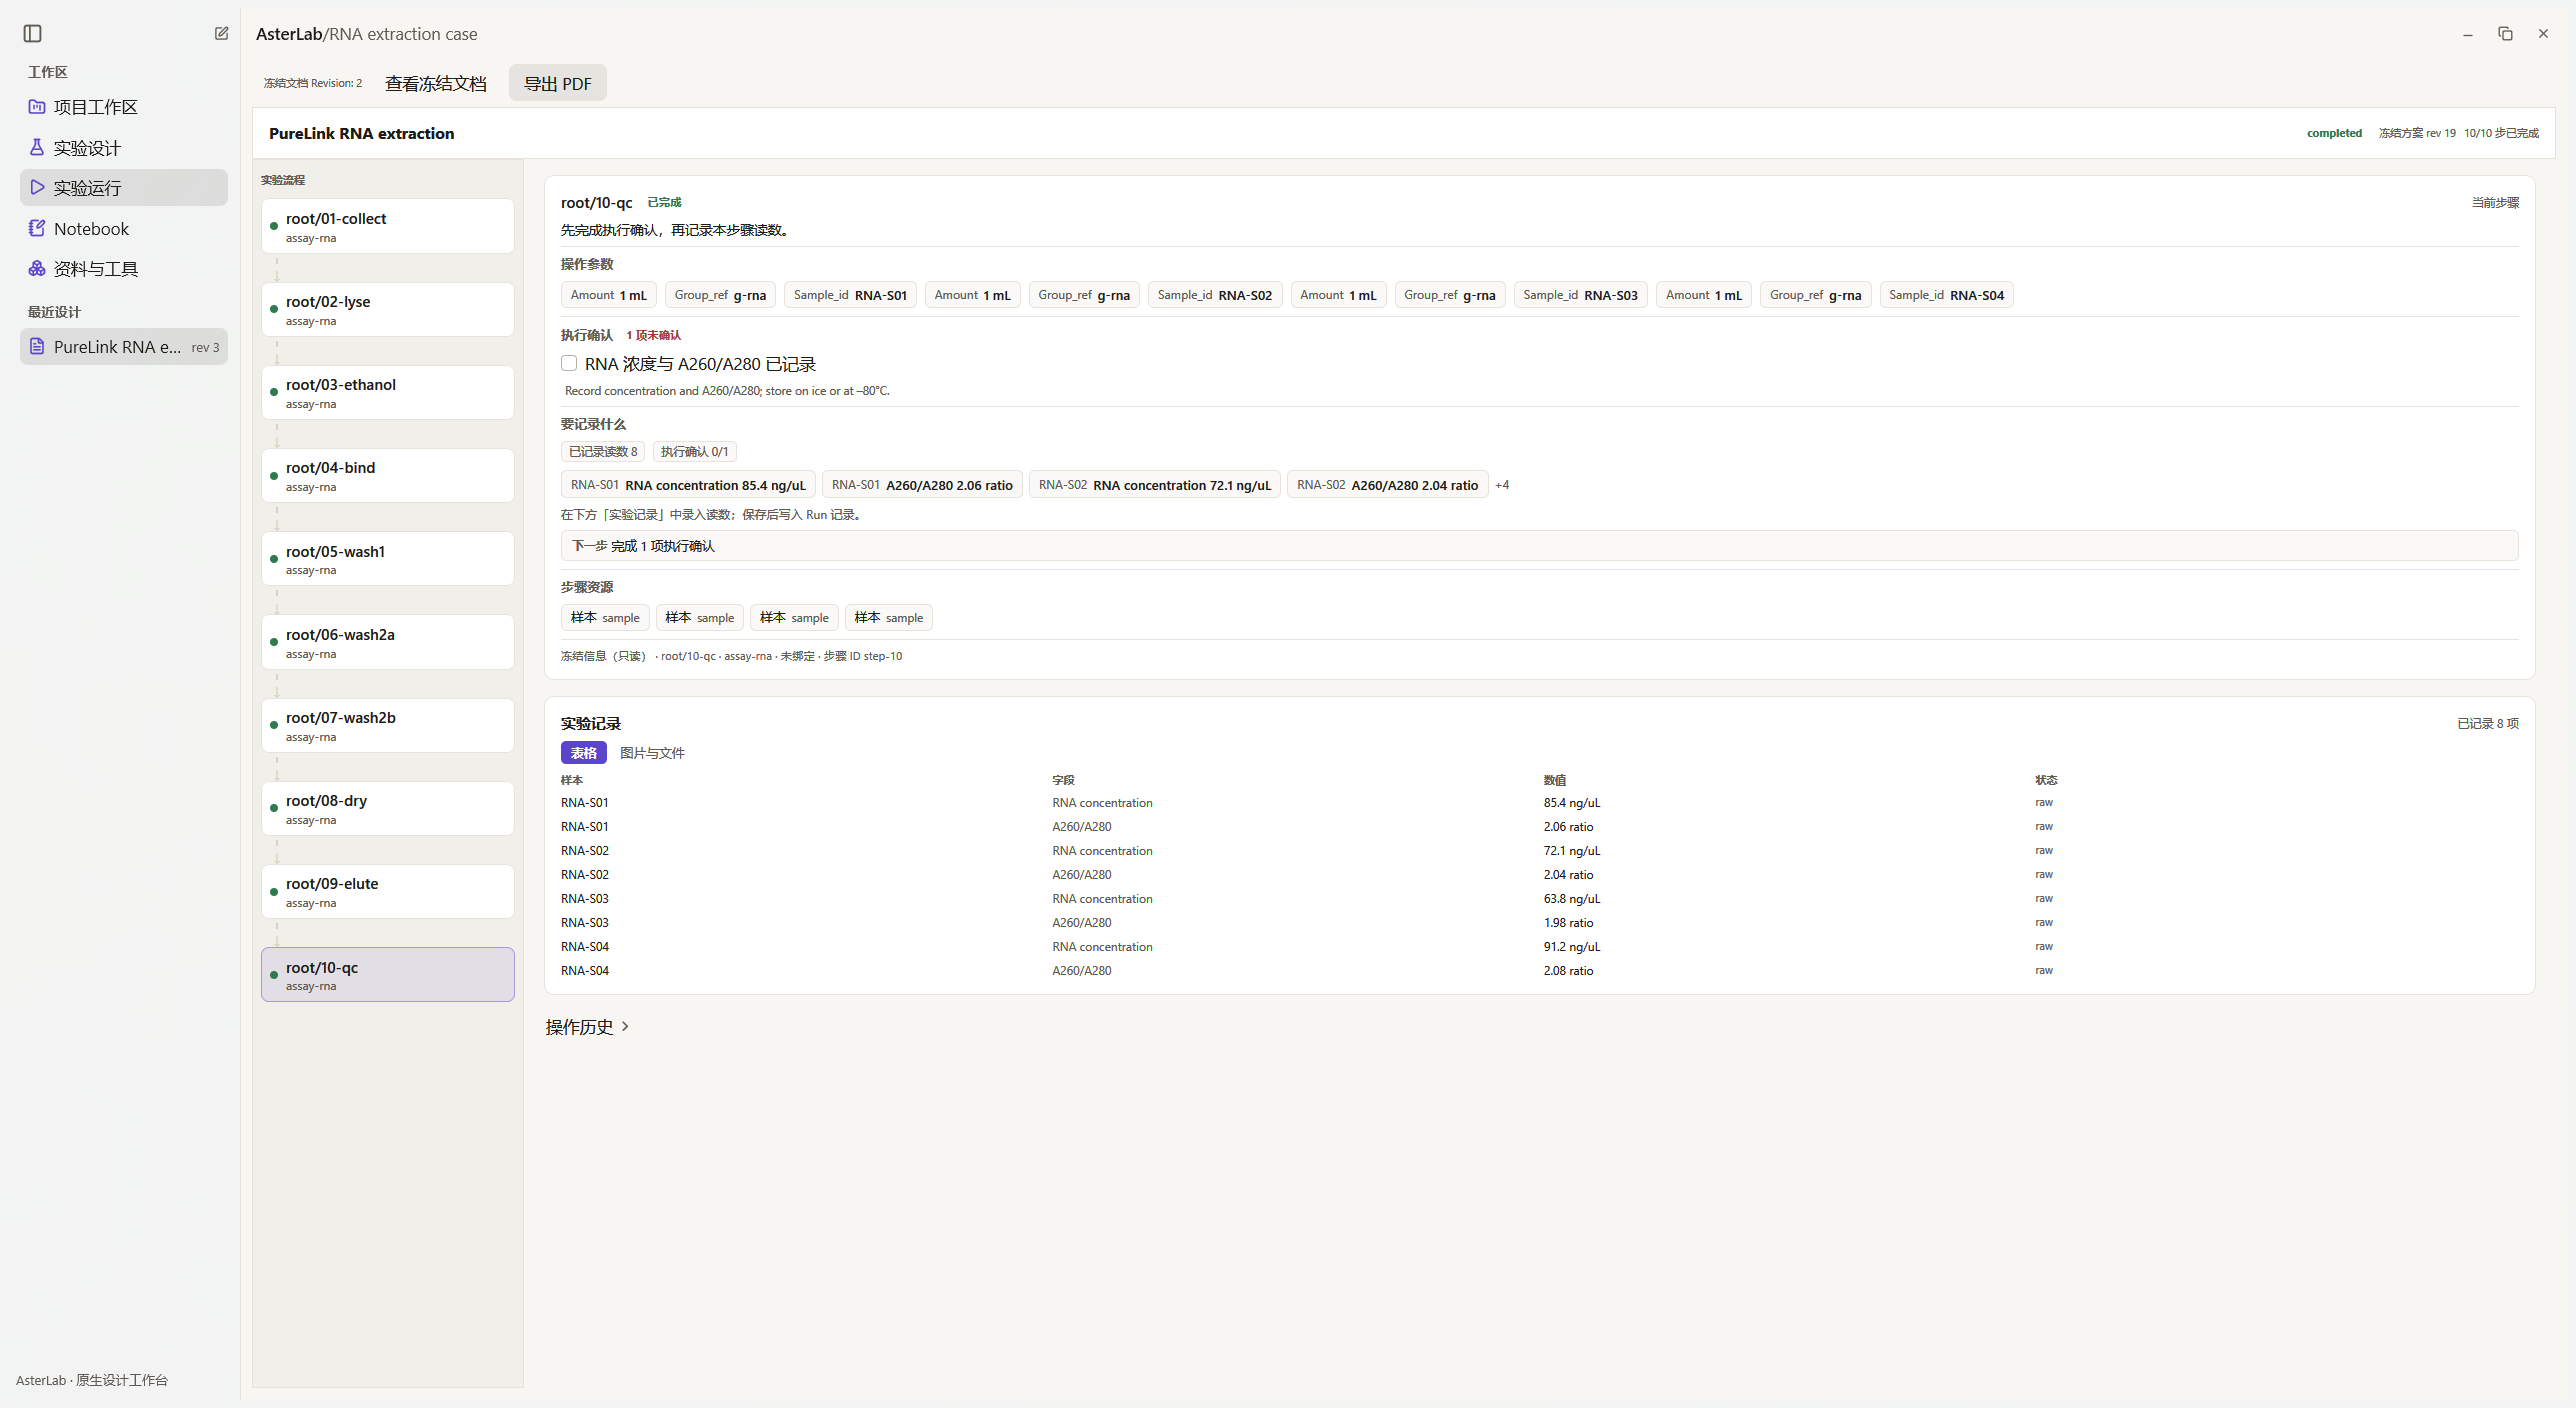 AsterLab/RNA extraction case
工作区
项目工作区
实验设计
实验运行
Notebook
资料与工具
最近设计
PureLink RNA e... rev 3
AsterLab · 原生设计工作台
冻结文档 Revision: 2 查看冻结文档 导出 PDF
PureLink RNA extraction
completed 冻结方案 rev 19 10/10 步已完成
实验流程
root/01-collect
assay-rna
root/02-lyse
assay-rna
root/03-ethanol
assay-rna
root/04-bind
assay-rna
root/05-wash1
assay-rna
root/06-wash2a
assay-rna
root/07-wash2b
assay-rna
root/08-dry
assay-rna
root/09-elute
assay-rna
root/10-qc
assay-rna
root/10-qc 已完成 当前步骤
先完成执行确认，再记录本步骤读数。
操作参数
Amount 1 mL Group_ref g-rna Sample_id RNA-S01 Amount 1 mL Group_ref g-rna Sample_id RNA-S02 Amount 1 mL Group_ref g-rna Sample_id RNA-S03 Amount 1 mL Group_ref g-rna Sample_id RNA-S04
执行确认 1 项未确认
RNA 浓度与 A260/A280 已记录
Record concentration and A260/A280; store on ice or at –80°C.
要记录什么
已记录读数 8 执行确认 0/1
RNA-S01 RNA concentration 85.4 ng/uL RNA-S01 A260/A280 2.06 ratio RNA-S02 RNA concentration 72.1 ng/uL RNA-S02 A260/A280 2.04 ratio +4
在下方「实验记录」中录入读数；保存后写入 Run 记录。
下一步 完成 1 项执行确认
步骤资源
样本 sample 样本 sample 样本 sample 样本 sample
冻结信息（只读） · root/10-qc · assay-rna · 未绑定 · 步骤 ID step-10
实验记录 已记录 8 项
表格 图片与文件
样本 字段 数值 状态
RNA-S01 RNA concentration 85.4 ng/uL raw
RNA-S01 A260/A280 2.06 ratio raw
RNA-S02 RNA concentration 72.1 ng/uL raw
RNA-S02 A260/A280 2.04 ratio raw
RNA-S03 RNA concentration 63.8 ng/uL raw
RNA-S03 A260/A280 1.98 ratio raw
RNA-S04 RNA concentration 91.2 ng/uL raw
RNA-S04 A260/A280 2.08 ratio raw
操作历史